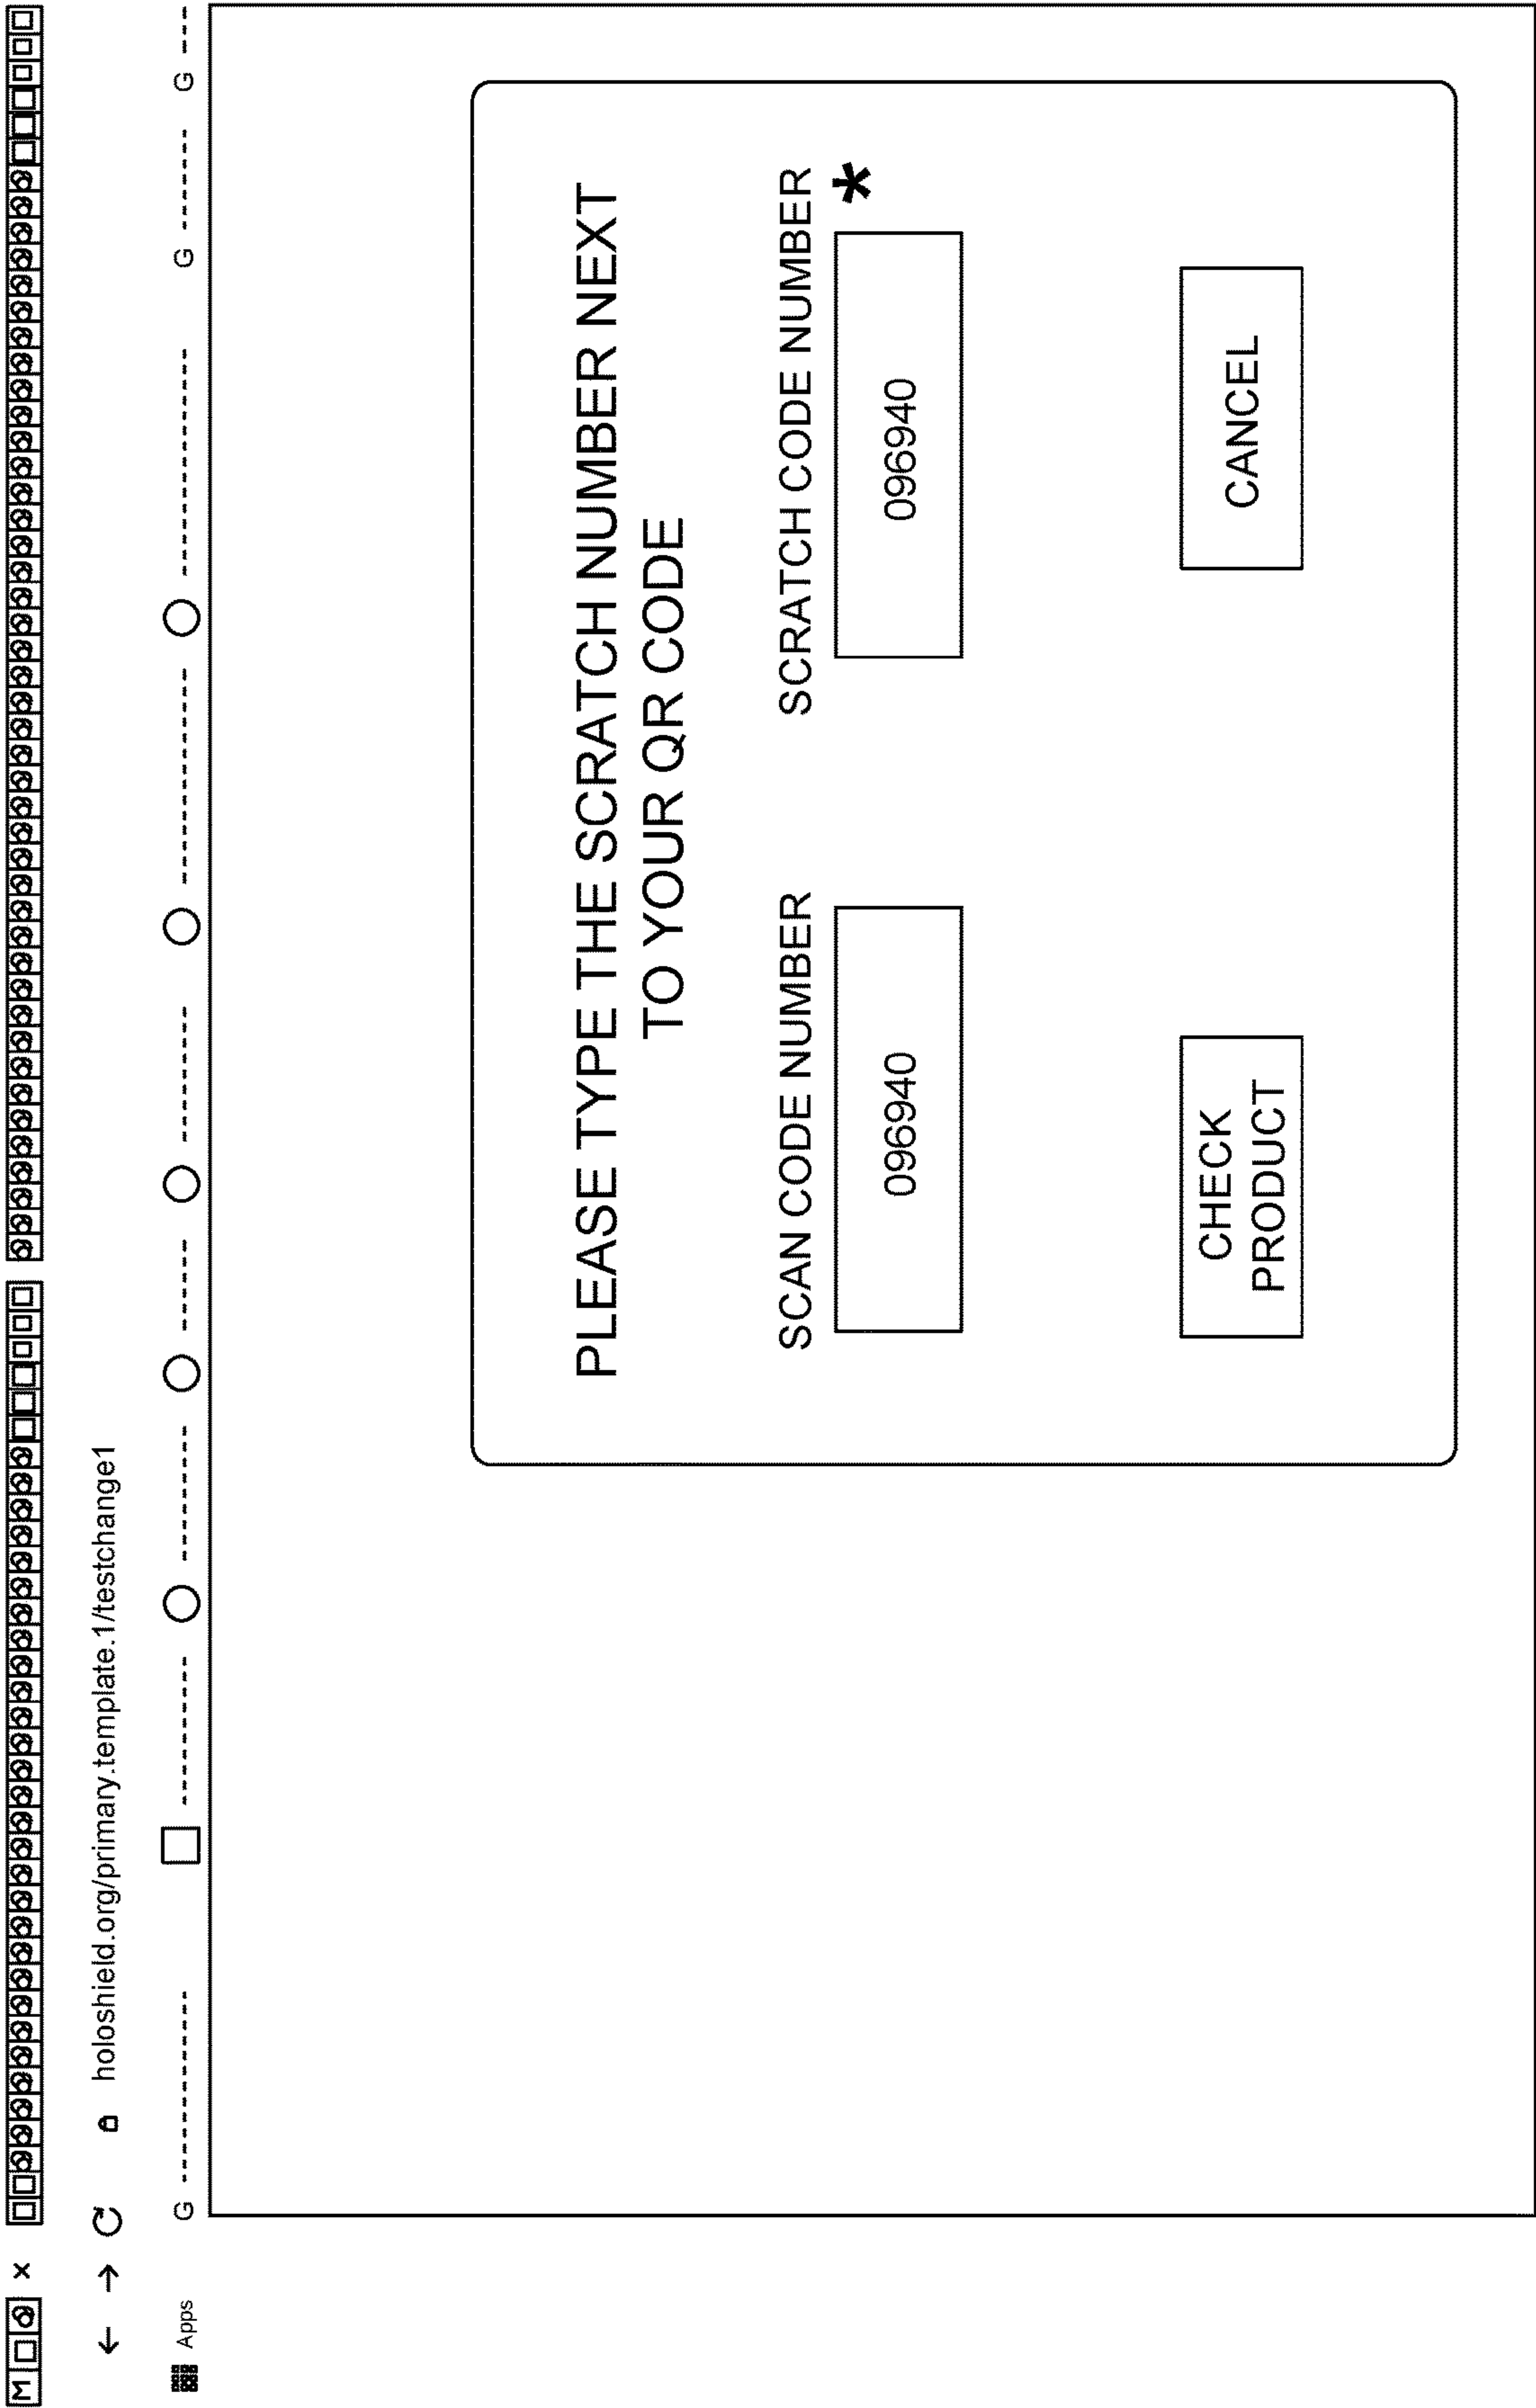 M × 
← → C holoshield.org/primary.template.1/testchange1
Apps G G G
PLEASE TYPE THE SCRATCH NUMBER NEXT
TO YOUR QR CODE
SCAN CODE NUMBER SCRATCH CODE NUMBER
096940 096940 *
CHECK
PRODUCT
CANCEL